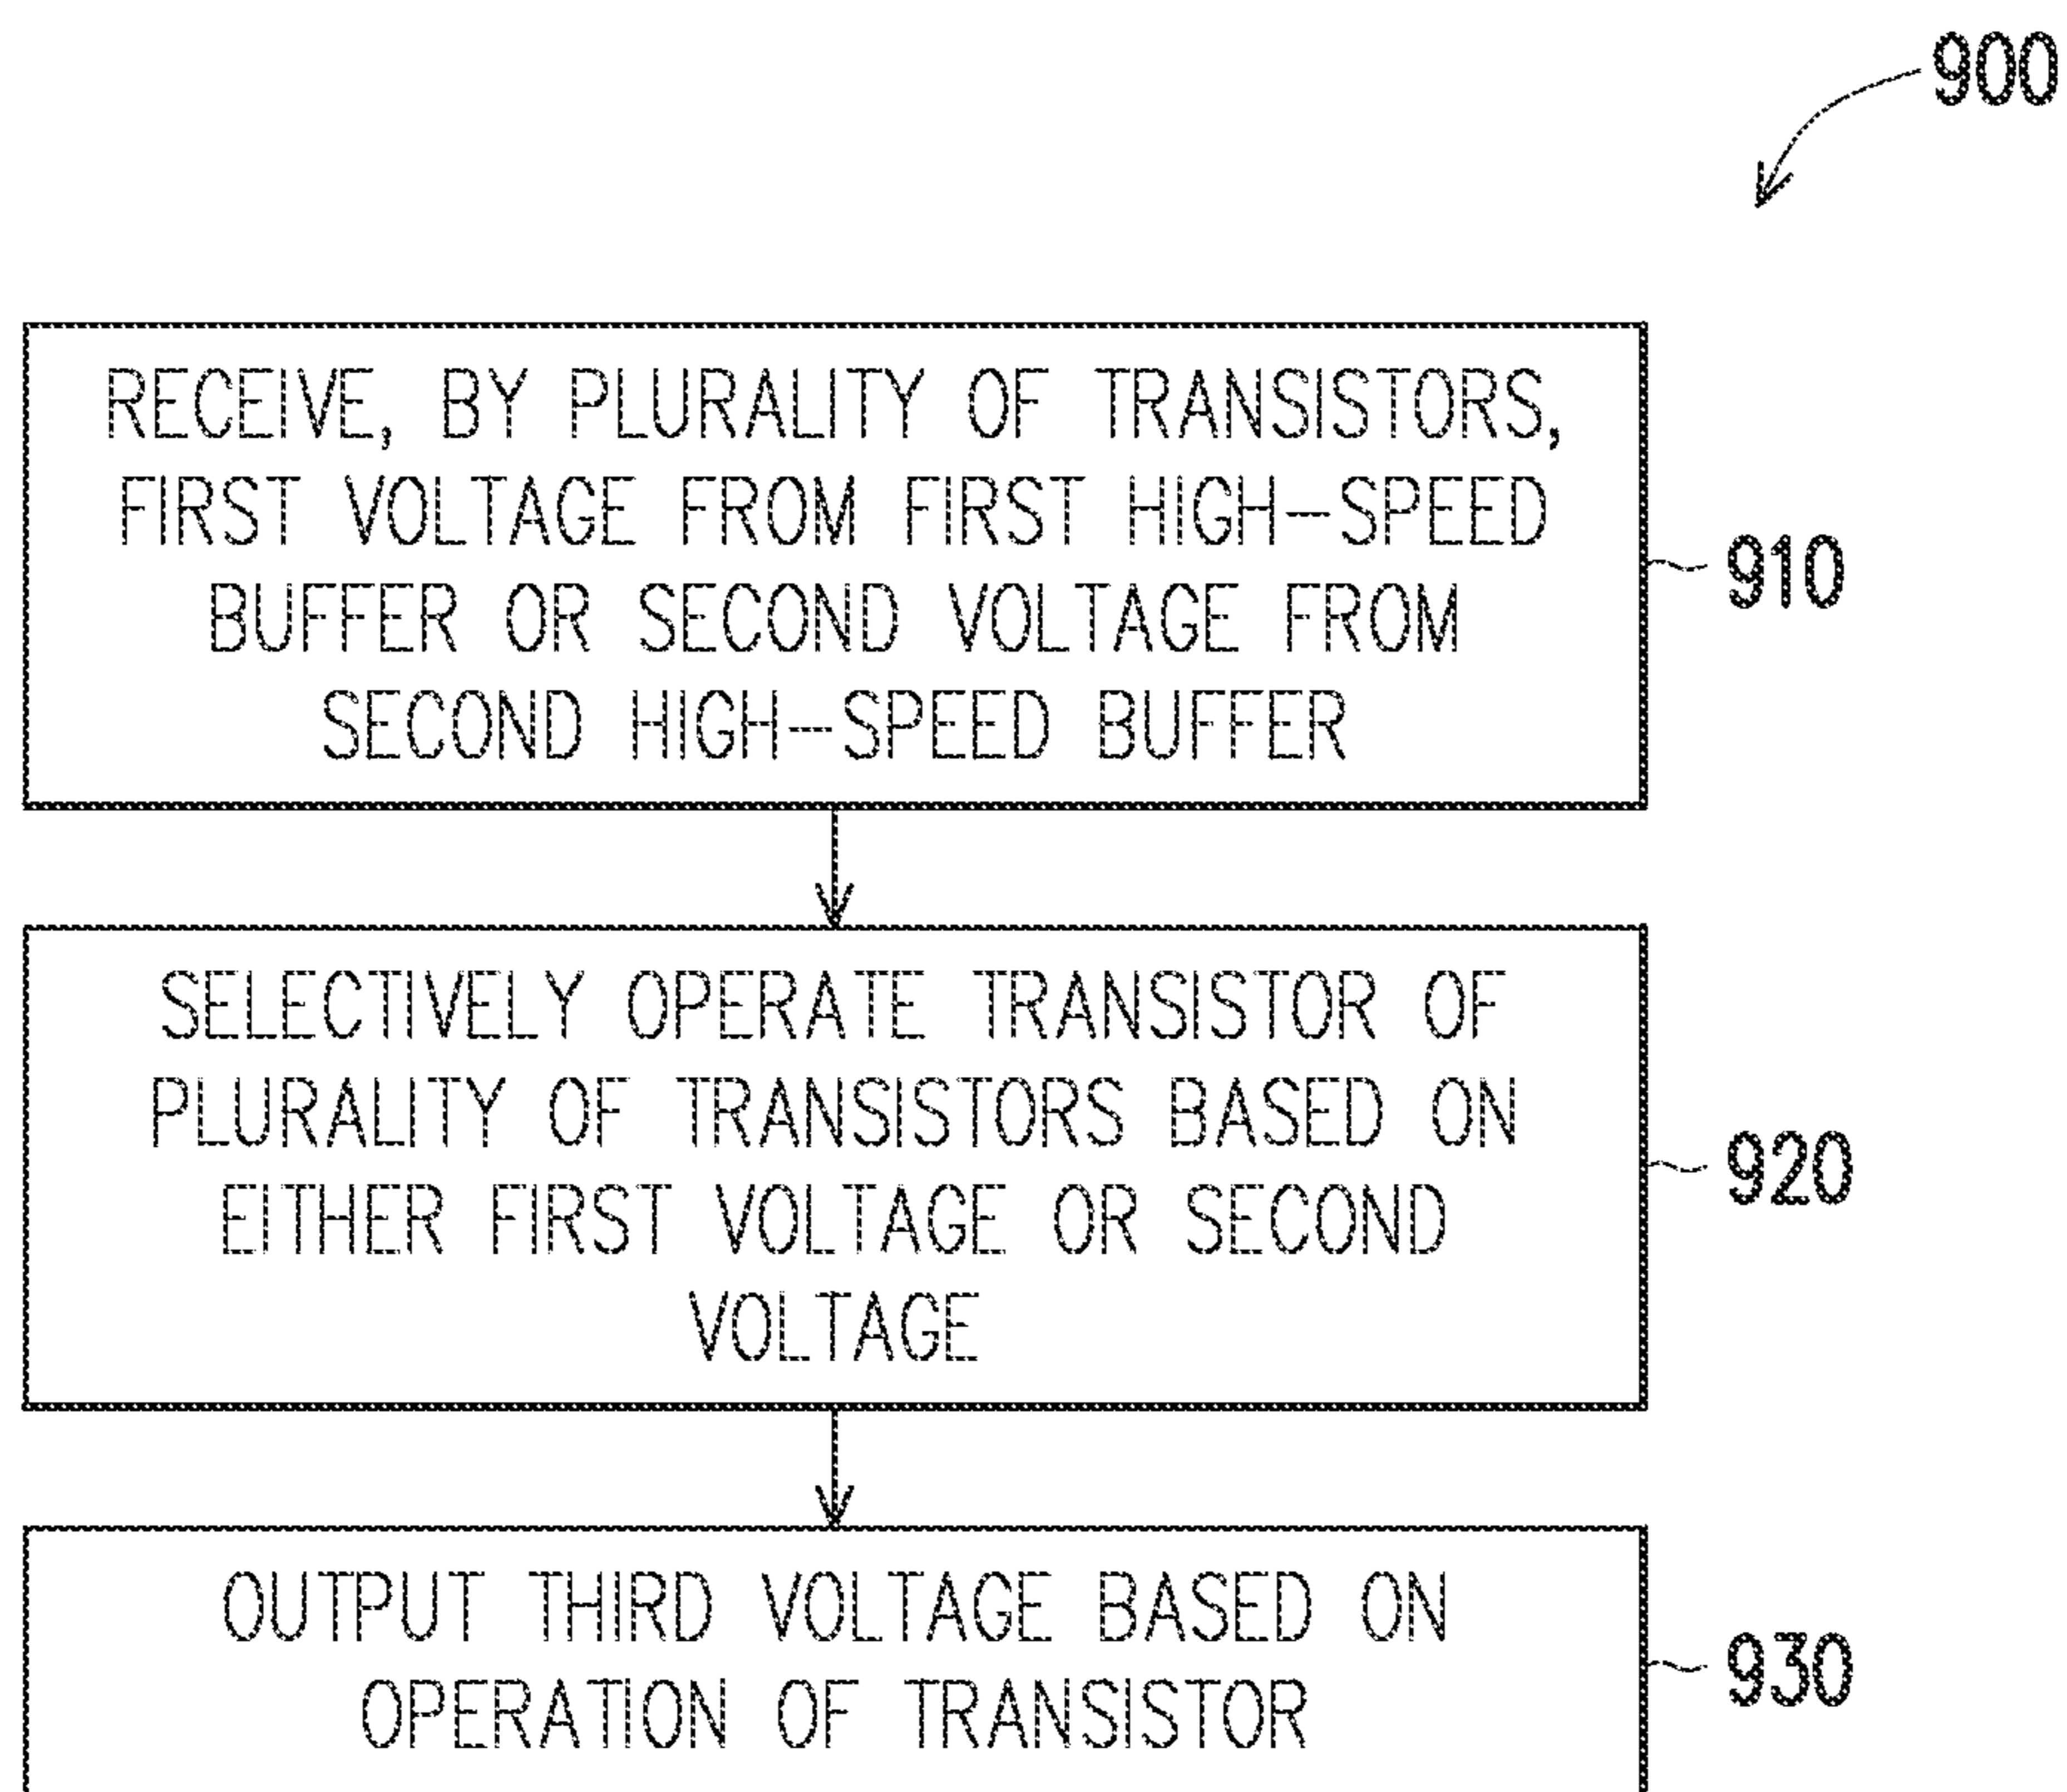 900
RECEIVE, BY PLURALITY OF TRANSISTORS,
FIRST VOLTAGE FROM FIRST HIGH-SPEED
BUFFER OR SECOND VOLTAGE FROM
SECOND HIGH-SPEED BUFFER
910
SELECTIVELY OPERATE TRANSISTOR OF
PLURALITY OF TRANSISTORS BASED ON
EITHER FIRST VOLTAGE OR SECOND
VOLTAGE
920
OUTPUT THIRD VOLTAGE BASED ON
OPERATION OF TRANSISTOR
930